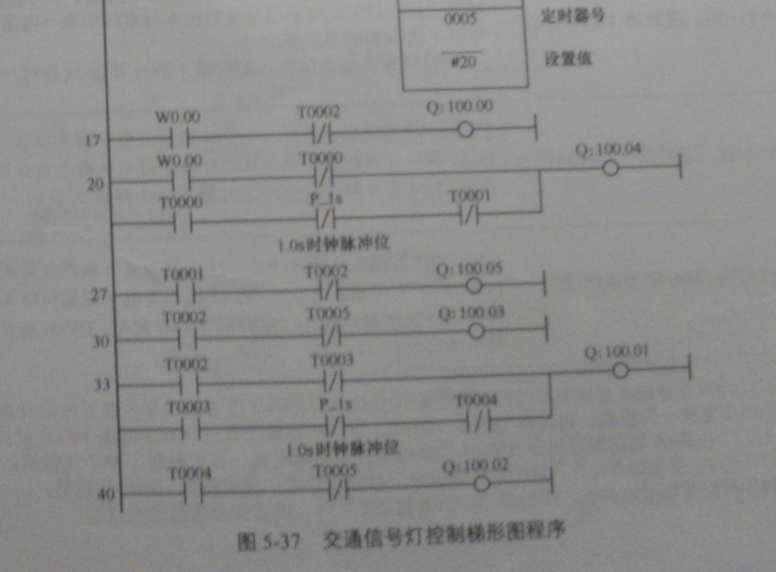 0005 定时器号
#20 设置值
W0.00 T0002 Q:100.00
17
W0.00 T0000 Q:100.04
20
T0000 P_1s T0001
1.0s时钟脉冲位
T0001 T0002 Q:100.05
27
T0002 T0005 Q:100.03
30
T0002 T0003 Q:100.01
33
T0003 P_1s T0004
1.0s时钟脉冲位
T0004 T0005 Q:100.02
40
图 5-37 交通信号灯控制梯形图程序